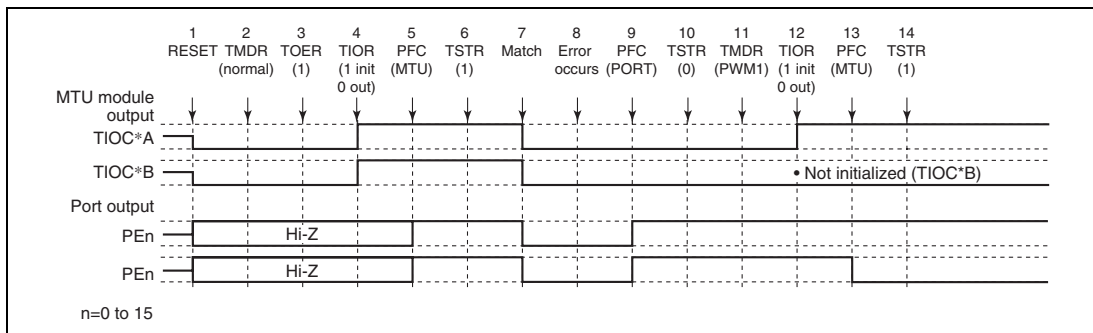 1 2 3 4 5 6 7 8 9 10 11 12 13 14
RESET TMDR TOER TIOR PFC TSTR Match Error PFC TSTR TMDR TIOR PFC TSTR
(normal) (1) (1 init (MTU) (1) occurs (PORT) (0) (PWM1) (1 init (MTU) (1)
0 out) 0 out)
MTU module
output
TIOC*A
TIOC*B
• Not initialized (TIOC*B)
Port output
PEn
Hi-Z
PEn
Hi-Z
n=0 to 15